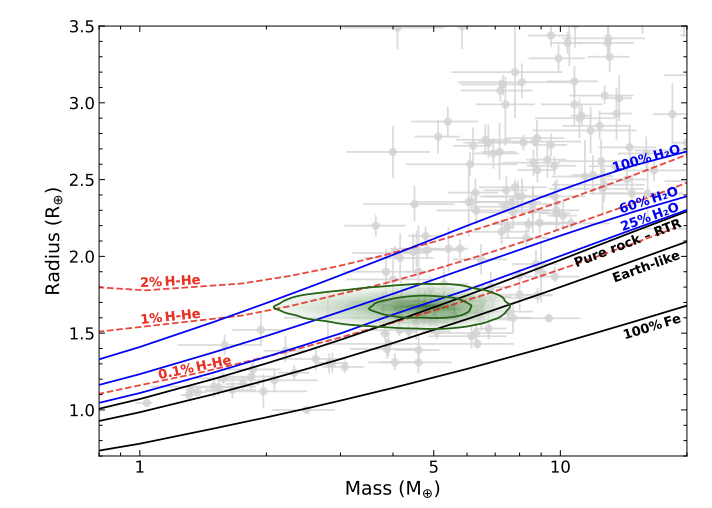 3.5
3.0
2.5
2.0
1.5
1.0
Radius (R⊕)
100% H₂O
60% H₂O
25% H₂O
Pure rock - RTR
Earth-like
100% Fe
2% H-He
1% H-He
0.1% H-He
1
5
10
Mass (M⊕)